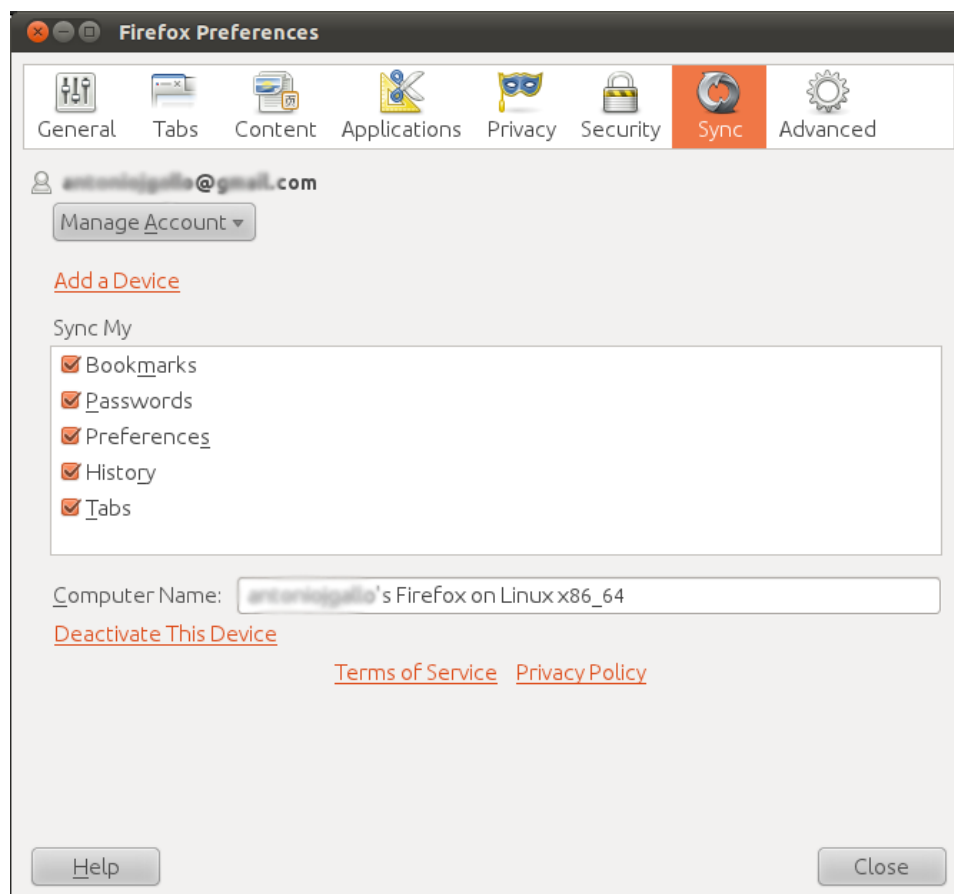 Firefox Preferences
General Tabs Content Applications Privacy Security Sync Advanced
.com
Manage Account
Add a Device
Sync My
Bookmarks
Passwords
Preferences
History
Tabs
Computer Name: 's Firefox on Linux x86_64
Deactivate This Device
Terms of Service Privacy Policy
Help Close